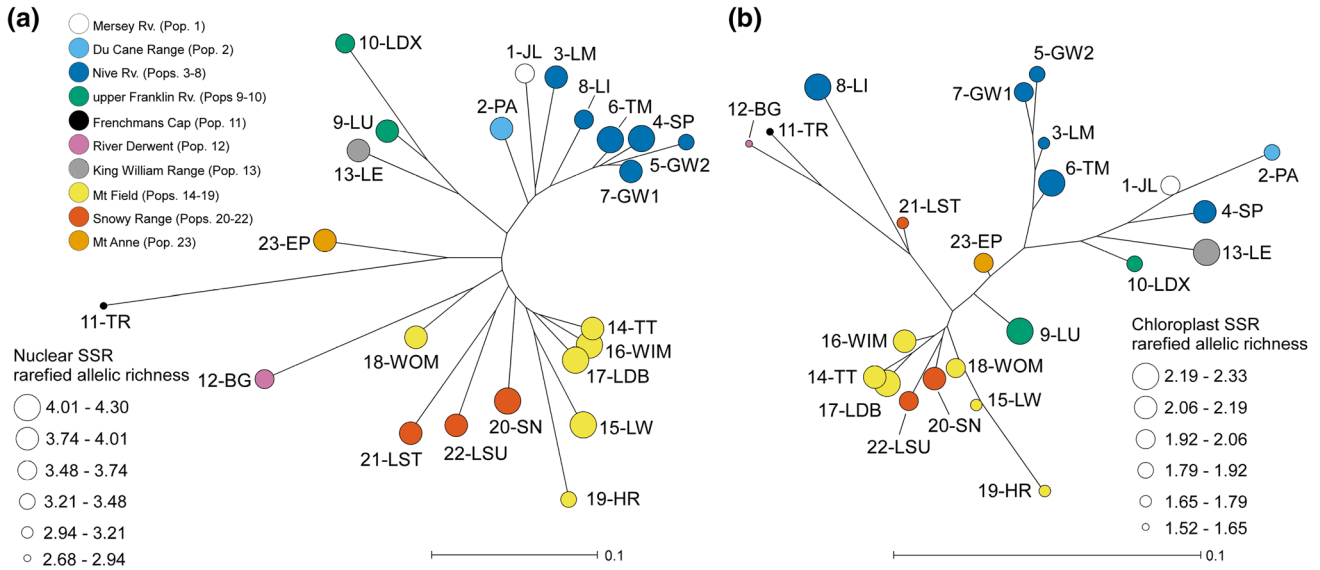 (a)
Mersey Rv. (Pop. 1)
Du Cane Range (Pop. 2)
Nive Rv. (Pops. 3-8)
upper Franklin Rv. (Pops 9-10)
Frenchmans Cap (Pop. 11)
River Derwent (Pop. 12)
King William Range (Pop. 13)
Mt Field (Pops. 14-19)
Snowy Range (Pops. 20-22)
Mt Anne (Pop. 23)
10-LDX
1-JL
3-LM
8-LI
2-PA
6-TM
4-SP
9-LU
5-GW2
13-LE
7-GW1
23-EP
11-TR
14-TT
16-WIM
18-WOM
17-LDB
12-BG
20-SN
15-LW
21-LST
22-LSU
19-HR
Nuclear SSR
rarefied allelic richness
4.01 - 4.30
3.74 - 4.01
3.48 - 3.74
3.21 - 3.48
2.94 - 3.21
2.68 - 2.94
0.1
(b)
5-GW2
8-LI
7-GW1
12-BG
11-TR
3-LM
6-TM
1-JL
2-PA
21-LST
4-SP
23-EP
13-LE
10-LDX
9-LU
16-WIM
18-WOM
14-TT
15-LW
17-LDB
20-SN
22-LSU
19-HR
Chloroplast SSR
rarefied allelic richness
2.19 - 2.33
2.06 - 2.19
1.92 - 2.06
1.79 - 1.92
1.65 - 1.79
1.52 - 1.65
0.1